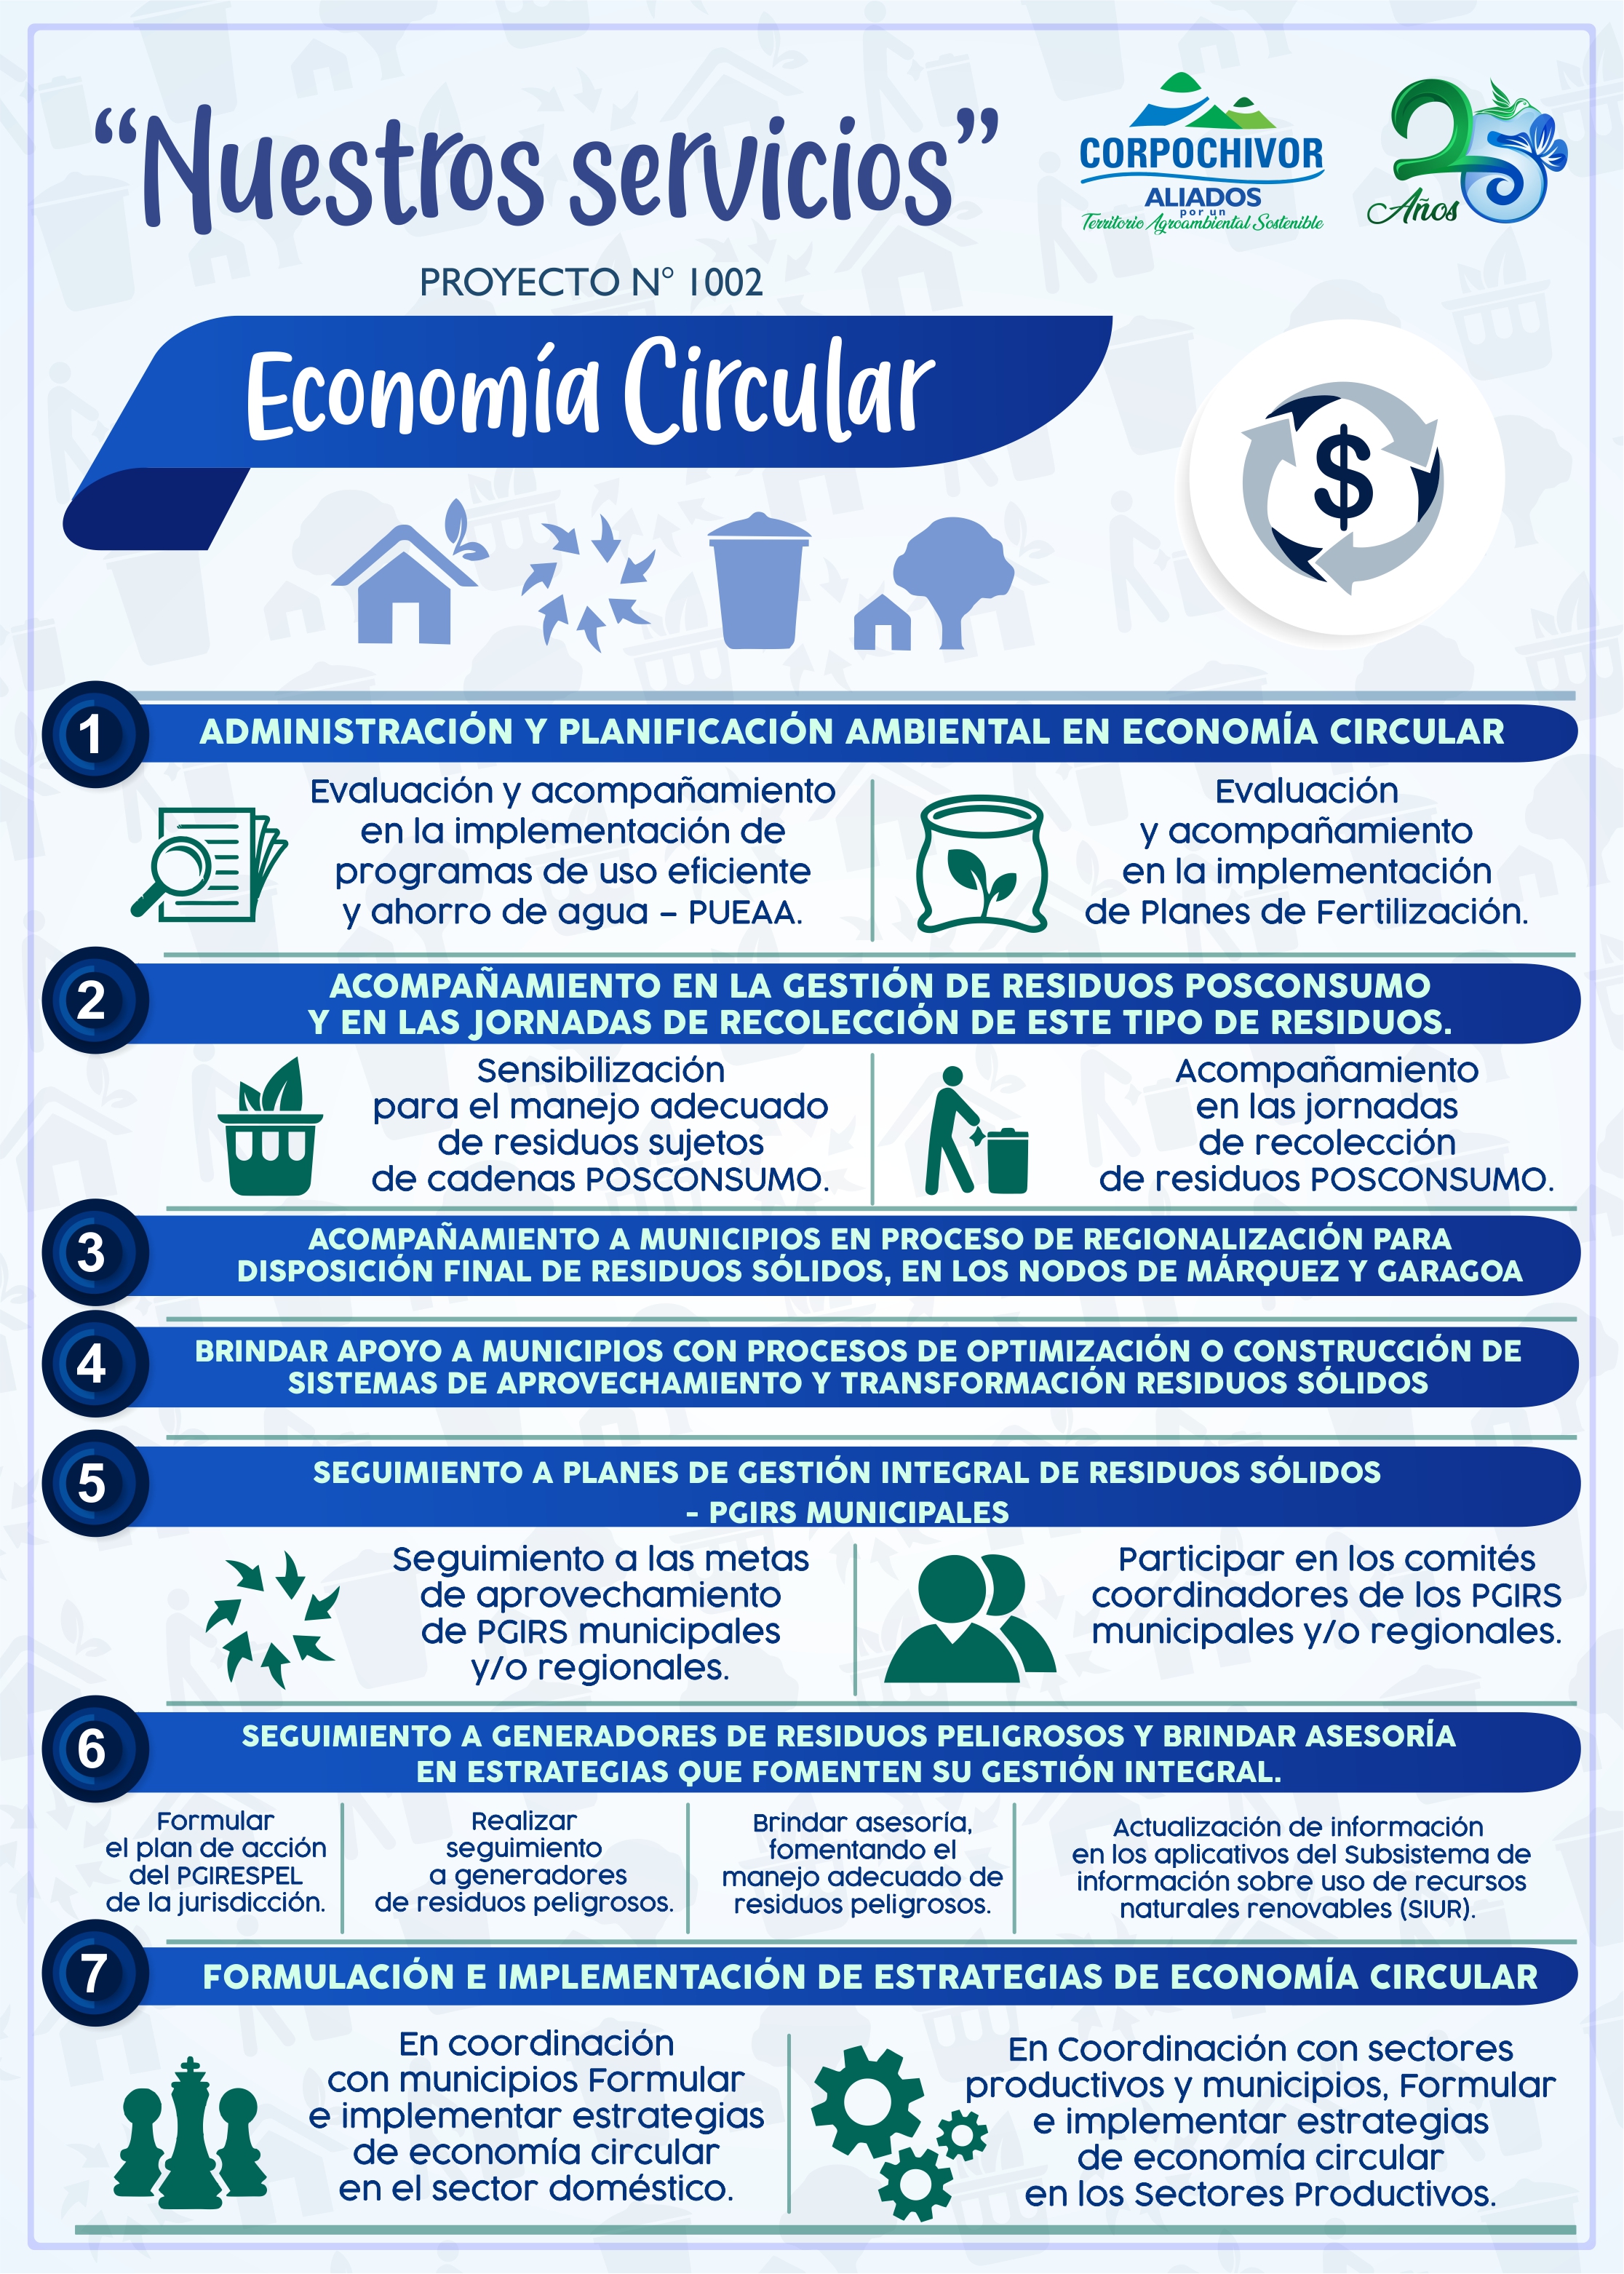 “Nuestros servicios”
CORPOCHIVOR
ALIADOS
por un
Territorio Agroambiental Sostenible
25
Años
PROYECTO N° 1002
Economía Circular
$
1
ADMINISTRACIÓN Y PLANIFICACIÓN AMBIENTAL EN ECONOMÍA CIRCULAR
Evaluación y acompañamiento
en la implementación de
programas de uso eficiente
y ahorro de agua – PUEAA.
Evaluación
y acompañamiento
en la implementación
de Planes de Fertilización.
2
ACOMPAÑAMIENTO EN LA GESTIÓN DE RESIDUOS POSCONSUMO
Y EN LAS JORNADAS DE RECOLECCIÓN DE ESTE TIPO DE RESIDUOS.
Sensibilización
para el manejo adecuado
de residuos sujetos
de cadenas POSCONSUMO.
Acompañamiento
en las jornadas
de recolección
de residuos POSCONSUMO.
3
ACOMPAÑAMIENTO A MUNICIPIOS EN PROCESO DE REGIONALIZACIÓN PARA
DISPOSICIÓN FINAL DE RESIDUOS SÓLIDOS, EN LOS NODOS DE MÁRQUEZ Y GARAGOA
4
BRINDAR APOYO A MUNICIPIOS CON PROCESOS DE OPTIMIZACIÓN O CONSTRUCCIÓN DE
SISTEMAS DE APROVECHAMIENTO Y TRANSFORMACIÓN RESIDUOS SÓLIDOS
5
SEGUIMIENTO A PLANES DE GESTIÓN INTEGRAL DE RESIDUOS SÓLIDOS
- PGIRS MUNICIPALES
Seguimiento a las metas
de aprovechamiento
de PGIRS municipales
y/o regionales.
Participar en los comités
coordinadores de los PGIRS
municipales y/o regionales.
6
SEGUIMIENTO A GENERADORES DE RESIDUOS PELIGROSOS Y BRINDAR ASESORÍA
EN ESTRATEGIAS QUE FOMENTEN SU GESTIÓN INTEGRAL.
Formular
el plan de acción
del PGIRESPEL
de la jurisdicción.
Realizar
seguimiento
a generadores
de residuos peligrosos.
Brindar asesoría,
fomentando el
manejo adecuado de
residuos peligrosos.
Actualización de información
en los aplicativos del Subsistema de
información sobre uso de recursos
naturales renovables (SIUR).
7
FORMULACIÓN E IMPLEMENTACIÓN DE ESTRATEGIAS DE ECONOMÍA CIRCULAR
En coordinación
con municipios Formular
e implementar estrategias
de economía circular
en el sector doméstico.
En Coordinación con sectores
productivos y municipios, Formular
e implementar estrategias
de economía circular
en los Sectores Productivos.